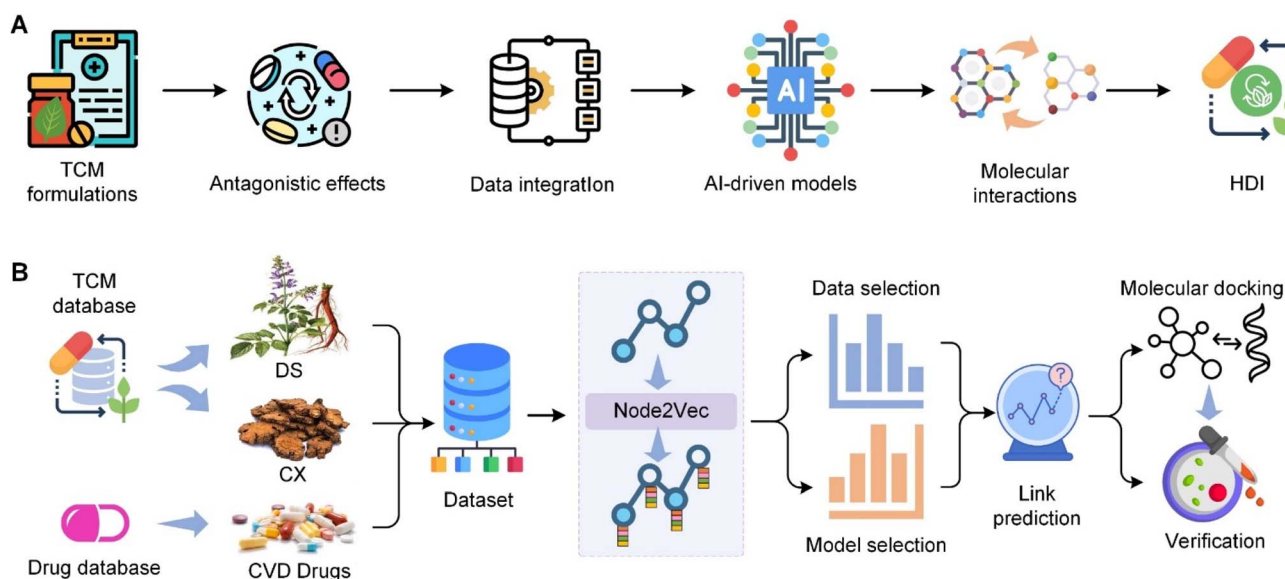 A
TCM
formulations
Antagonistic effects
Data integration
AI
AI-driven models
Molecular
interactions
HDI
B
TCM
database
DS
CX
Drug database
CVD Drugs
Dataset
Node2Vec
Data selection
Model selection
?
Link
prediction
Molecular docking
Verification